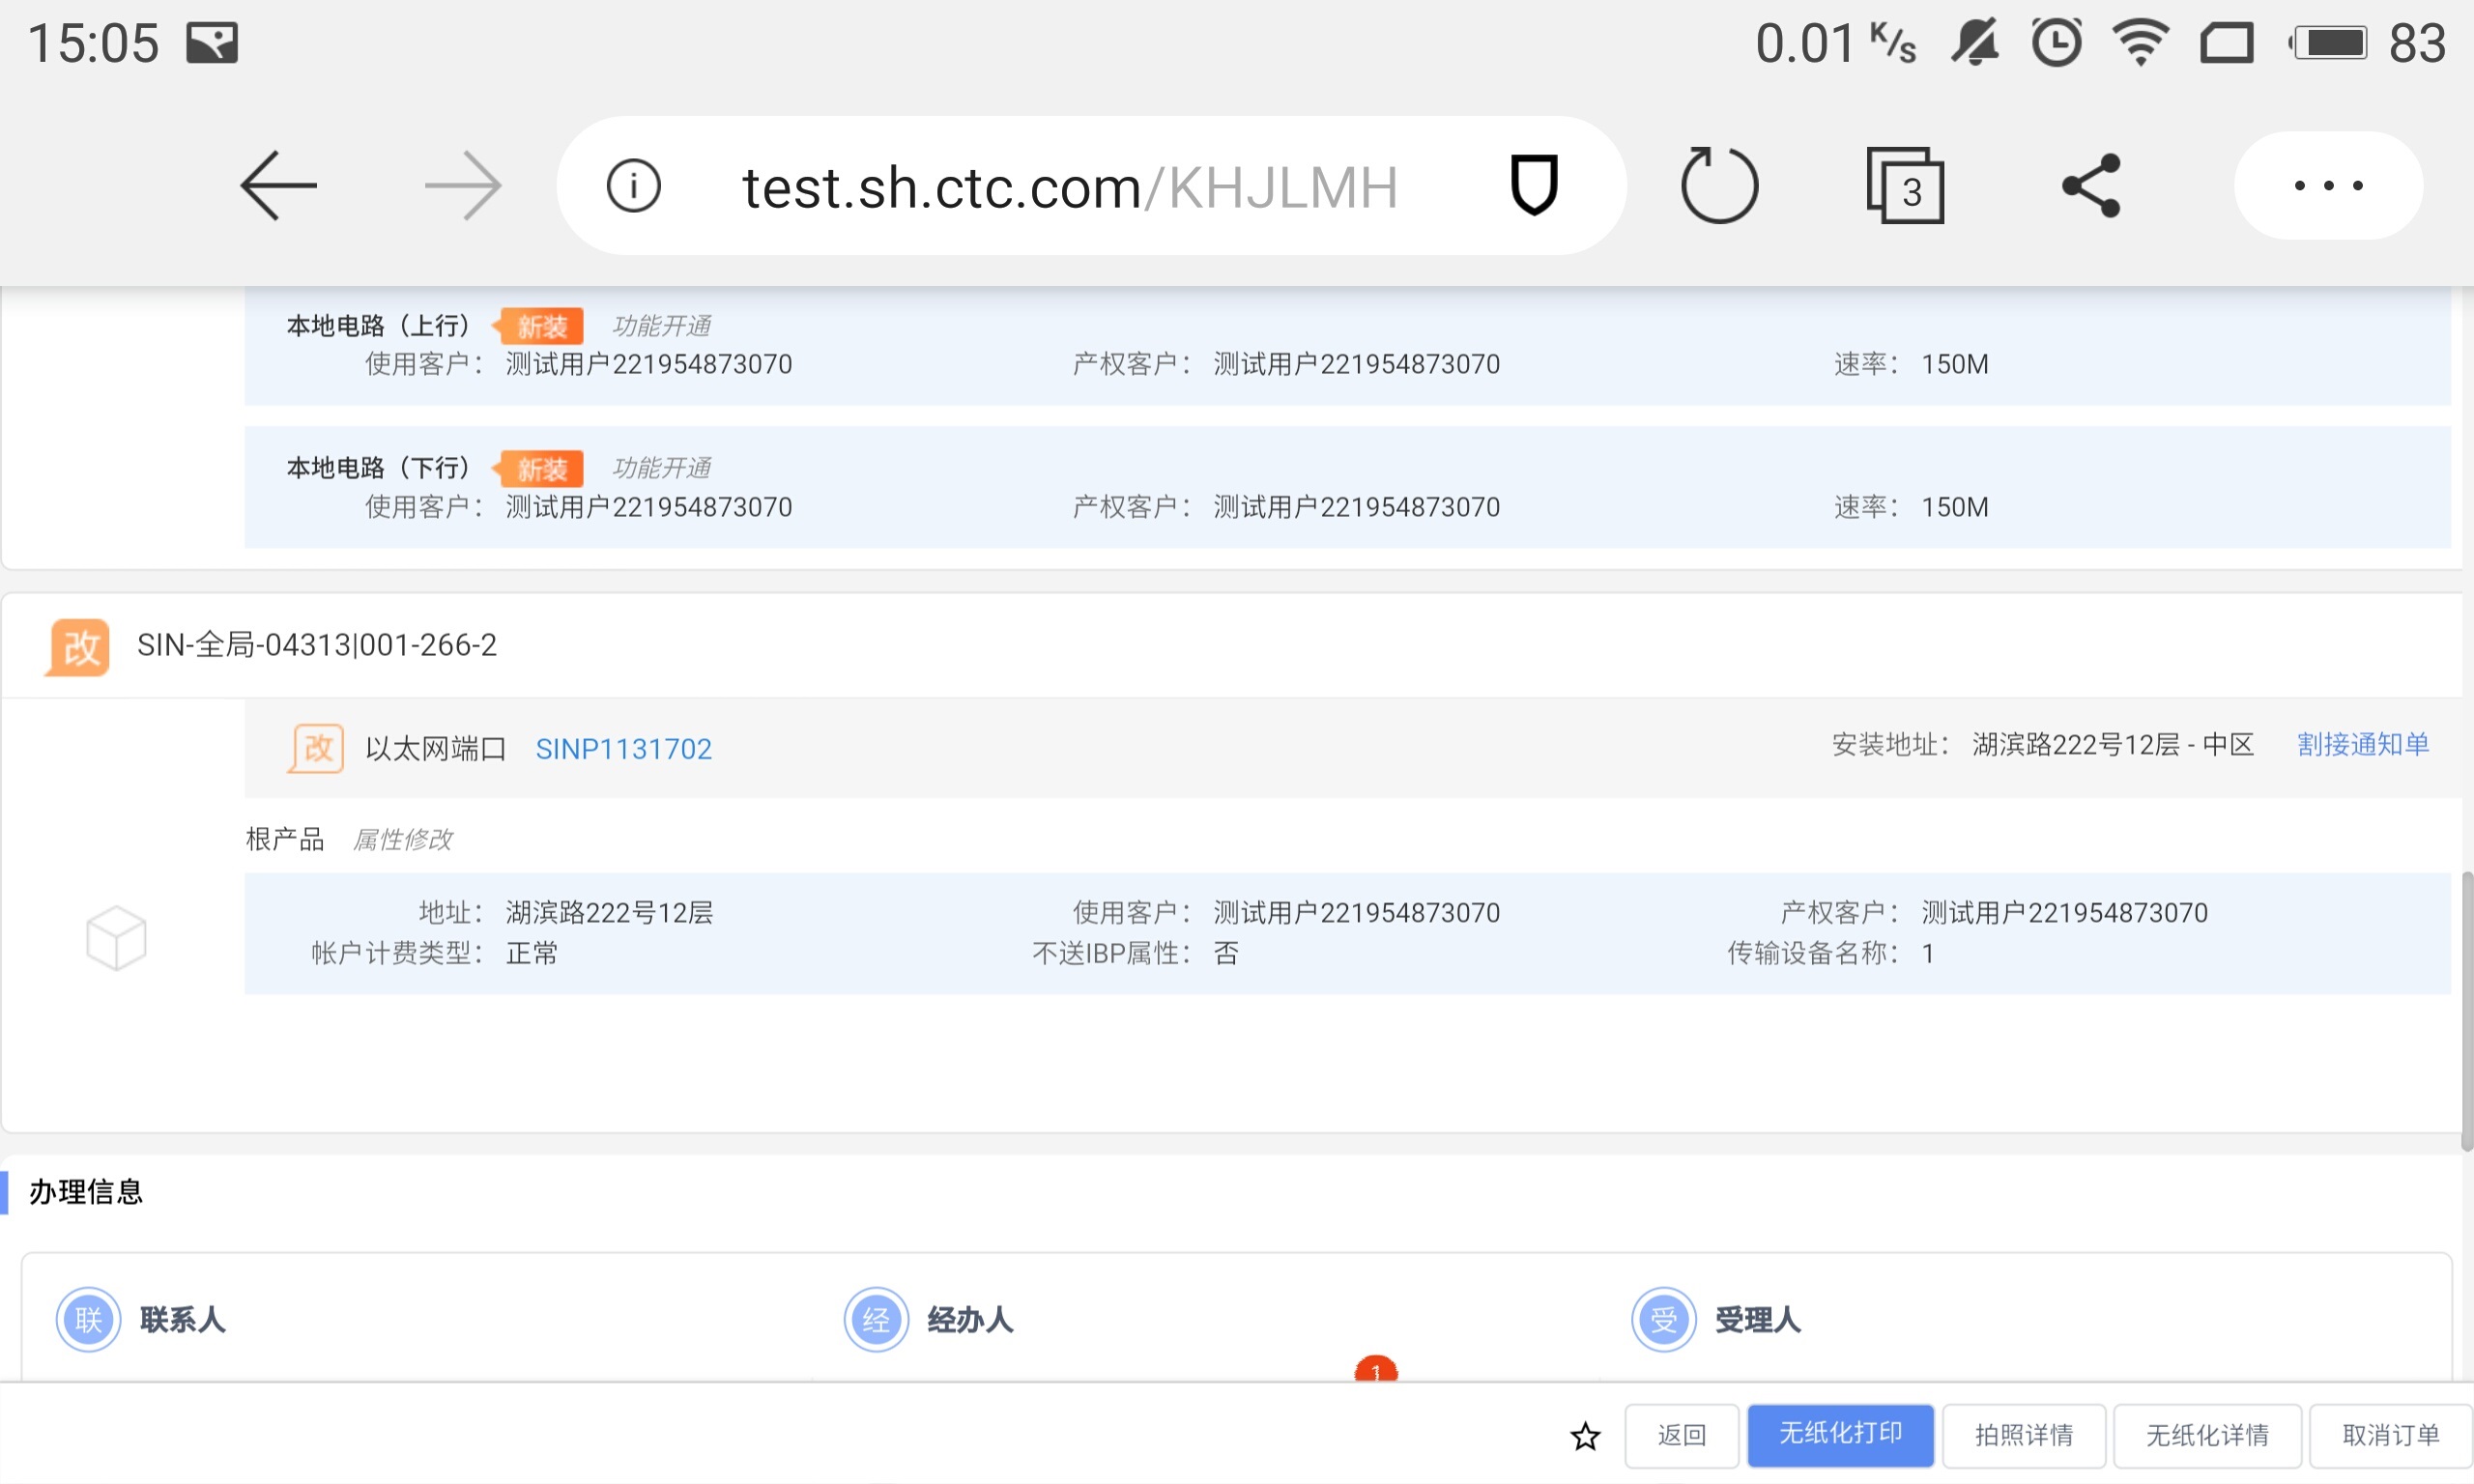 15:05 0.01 K/s 83
test.sh.ctc.com/KHJLMH 3
本地电路（上行） 新装 功能开通
使用客户： 测试用户221954873070 产权客户： 测试用户221954873070 速率： 150M
本地电路（下行） 新装 功能开通
使用客户： 测试用户221954873070 产权客户： 测试用户221954873070 速率： 150M
改 SIN-全局-04313|001-266-2
改 以太网端口 SINP1131702 安装地址： 湖滨路222号12层 - 中区 割接通知单
根产品 属性修改
地址： 湖滨路222号12层 使用客户： 测试用户221954873070 产权客户： 测试用户221954873070
帐户计费类型： 正常 不送IBP属性： 否 传输设备名称： 1
办理信息
联 联系人 经 经办人 受 受理人
1
返回 无纸化打印 拍照详情 无纸化详情 取消订单